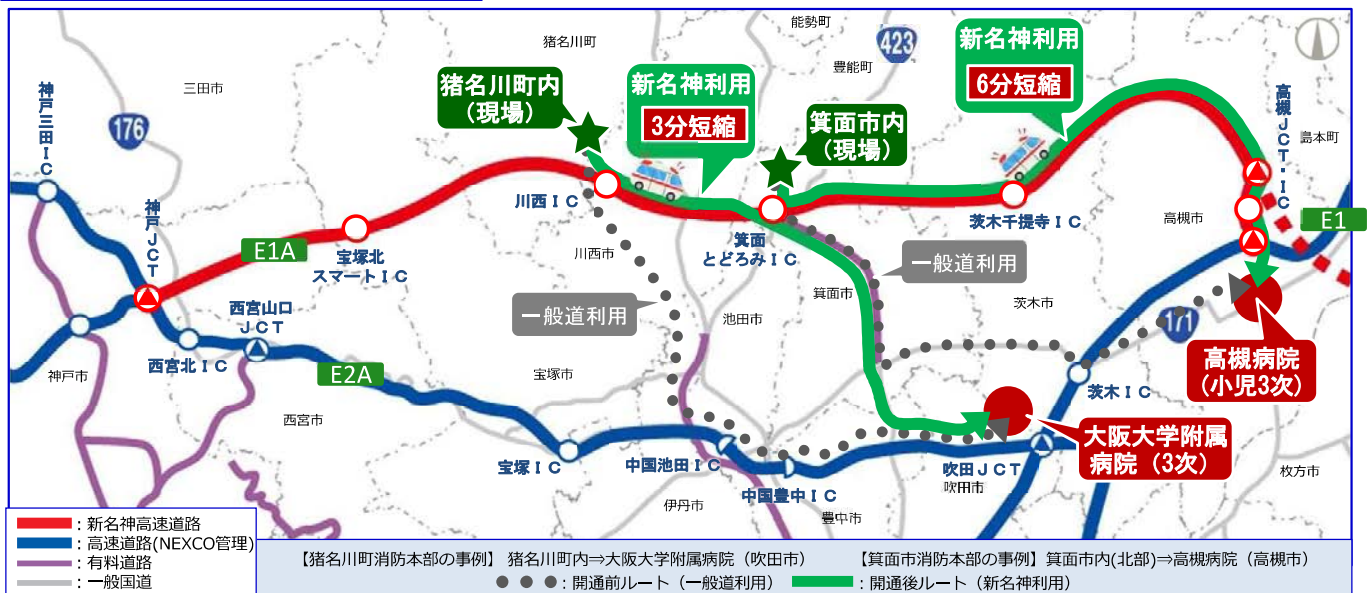 能勢町
猪名川町
423
新名神利用
6分短縮
豊能町
三田市
神戸三田IC
176
猪名川町内
(現場)
新名神利用
3分短縮
箕面市内
(現場)
高槻JCT・IC
島本町
川西IC
茨木千提寺IC
高槻市
E1
神戸JCT
E1A
宝塚北
スマートIC
川西市
箕面
とどろみIC
一般道利用
箕面市
茨木市
一般道利用
池田市
171
西宮山口
JCT
西宮北IC
神戸市
E2A
宝塚市
高槻病院
(小児3次)
茨木IC
西宮市
大阪大学附属
病院(3次)
宝塚IC
中国池田IC
中国豊中IC
吹田JCT
吹田市
枚方市
伊丹市
豊中市
:新名神高速道路
:高速道路(NEXCO管理)
:有料道路
:一般国道
【猪名川町消防本部の事例】 猪名川町内⇒大阪大学附属病院(吹田市)
【箕面市消防本部の事例】箕面市内(北部)⇒高槻病院(高槻市)
:開通前ルート(一般道利用)
:開通後ルート(新名神利用)